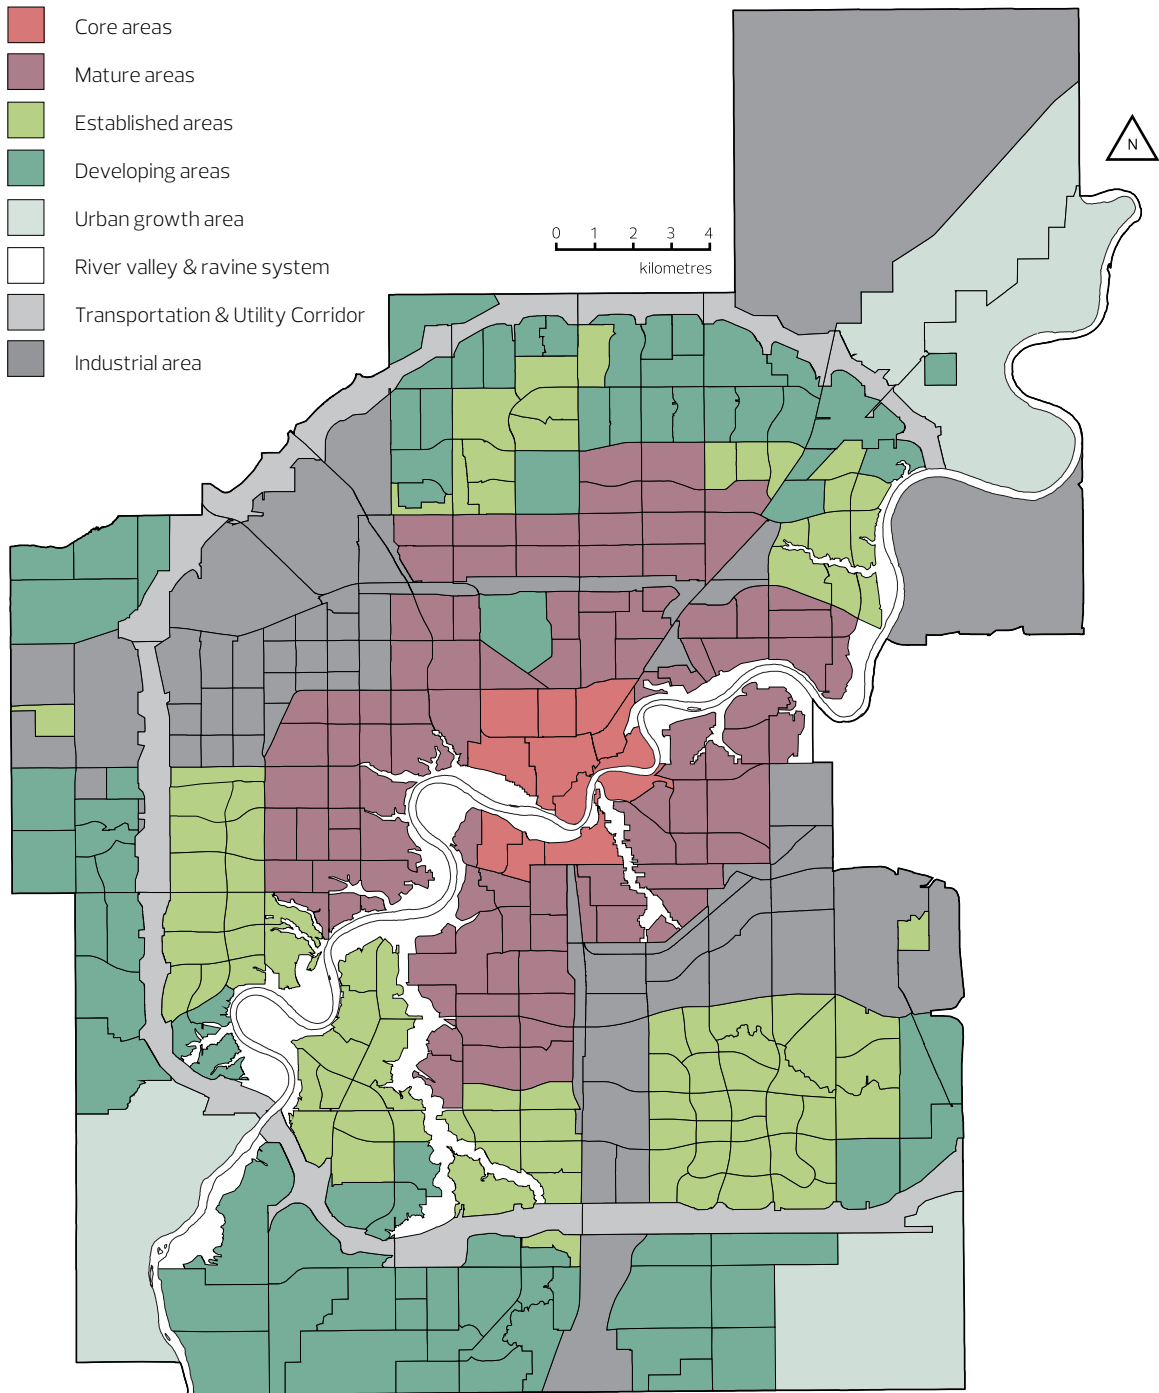 Core areas
Mature areas
Established areas
Developing areas
Urban growth area
River valley & ravine system
Transportation & Utility Corridor
Industrial area
N
0 1 2 3 4
kilometres